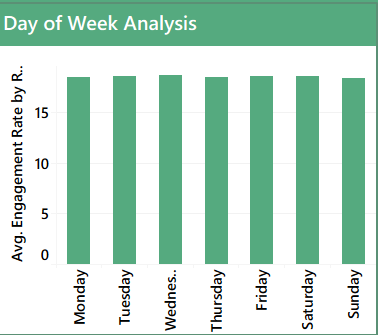 Day of Week Analysis
Avg. Engagement Rate by R..
15
10
5
0
Monday
Tuesday
Wednes..
Thursday
Friday
Saturday
Sunday